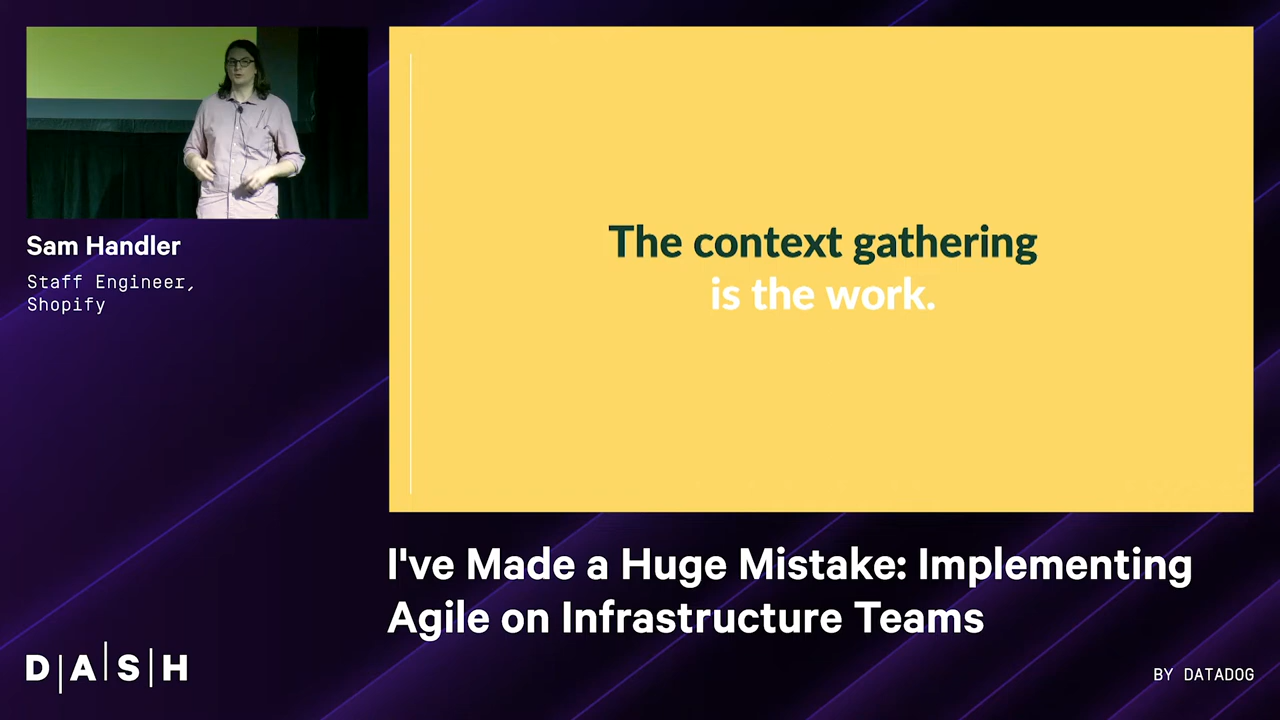 Sam Handler
Staff Engineer,
Shopify
The context gathering
is the work.
I've Made a Huge Mistake: Implementing
Agile on Infrastructure Teams
D|A|S|H
BY DATADOG